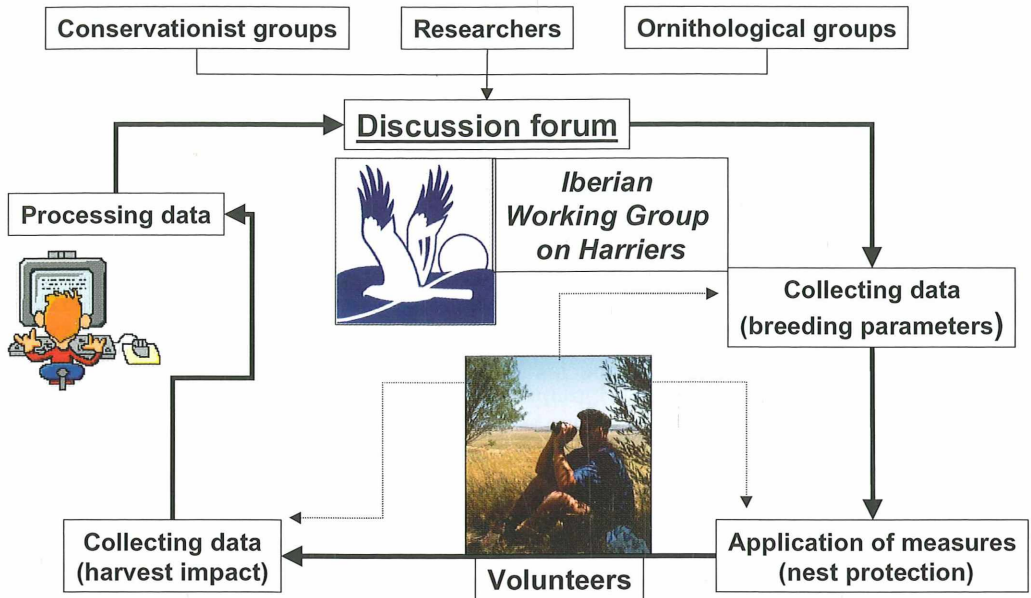 Conservationist groups
Researchers
Ornithological groups
Discussion forum
Iberian
Working Group
on Harriers
Processing data
Collecting data
(breeding parameters)
Collecting data
(harvest impact)
Volunteers
Application of measures
(nest protection)